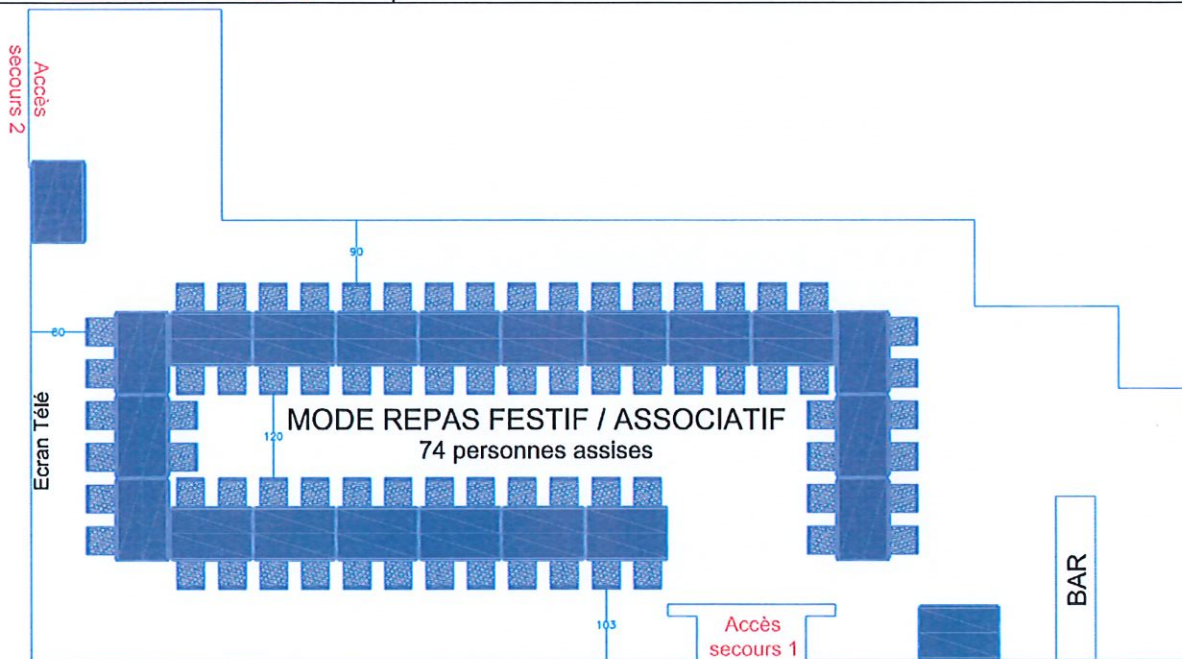 Accès
secours 2
90
60
Ecran Télé
MODE REPAS FESTIF / ASSOCIATIF
120
74 personnes assises
BAR
103
Accès
secours 1